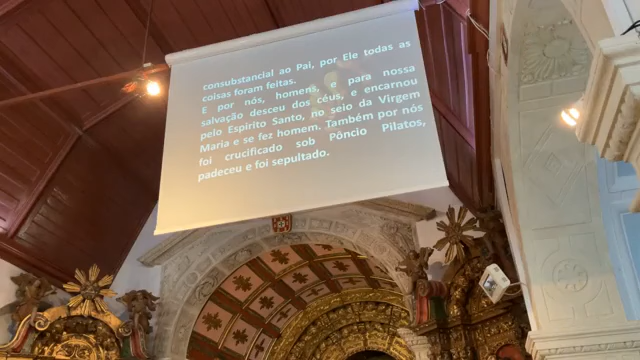 consubstancial ao Pai, por Ele todas as
coisas foram feitas.
E por nós, homens, e para nossa
salvação desceu dos céus, e encarnou
pelo Espírito Santo, no seio da Virgem
Maria e se fez homem. Também por nós
foi crucificado sob Pôncio Pilatos,
padeceu e foi sepultado.